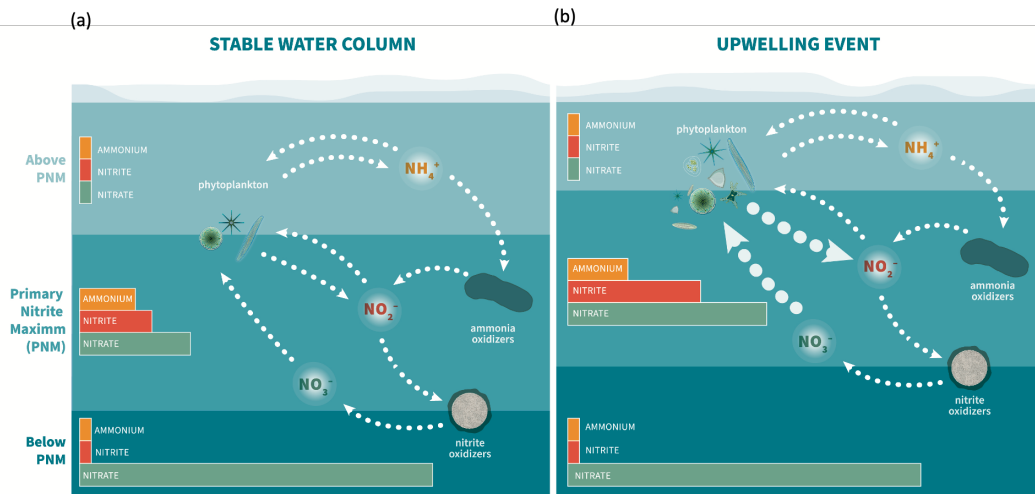 (a)
STABLE WATER COLUMN
Above
PNM
AMMONIUM
NITRITE
NITRATE
phytoplankton
NH₄⁺
Primary
Nitrite
Maximm
(PNM)
AMMONIUM
NITRITE
NITRATE
NO₂⁻
ammonia
oxidizers
NO₃⁻
nitrite
oxidizers
Below
PNM
AMMONIUM
NITRITE
NITRATE
(b)
UPWELLING EVENT
AMMONIUM
NITRITE
NITRATE
phytoplankton
NH₄⁺
AMMONIUM
NITRITE
NITRATE
NO₂⁻
ammonia
oxidizers
NO₃⁻
nitrite
oxidizers
AMMONIUM
NITRITE
NITRATE